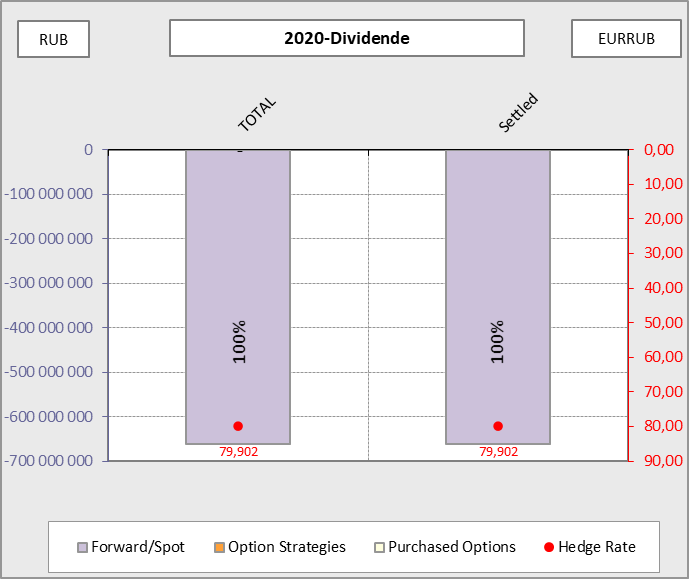 RUB
2020-Dividende
EURRUB
TOTAL
Settled
0
-100 000 000
-200 000 000
-300 000 000
-400 000 000
-500 000 000
-600 000 000
-700 000 000
0,00
10,00
20,00
30,00
40,00
50,00
60,00
70,00
80,00
90,00
-
100%
100%
79,902
79,902
Forward/Spot Option Strategies Purchased Options Hedge Rate